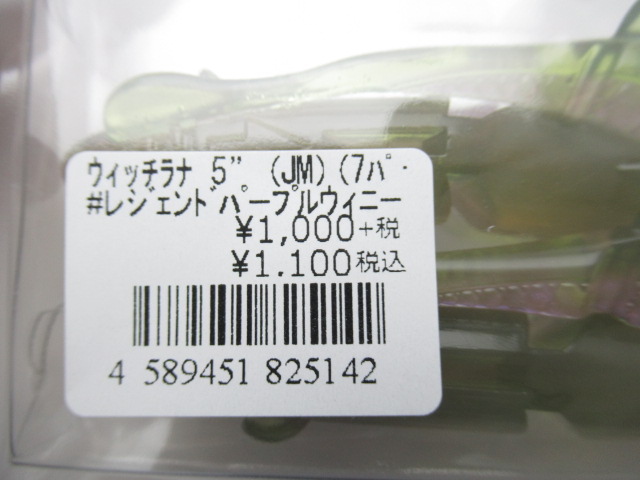 ウィッチラナ 5” (JM) (7パ・
#レジェンドパープルウィニー
¥1,000+税
¥1.100税込
4 589451 825142